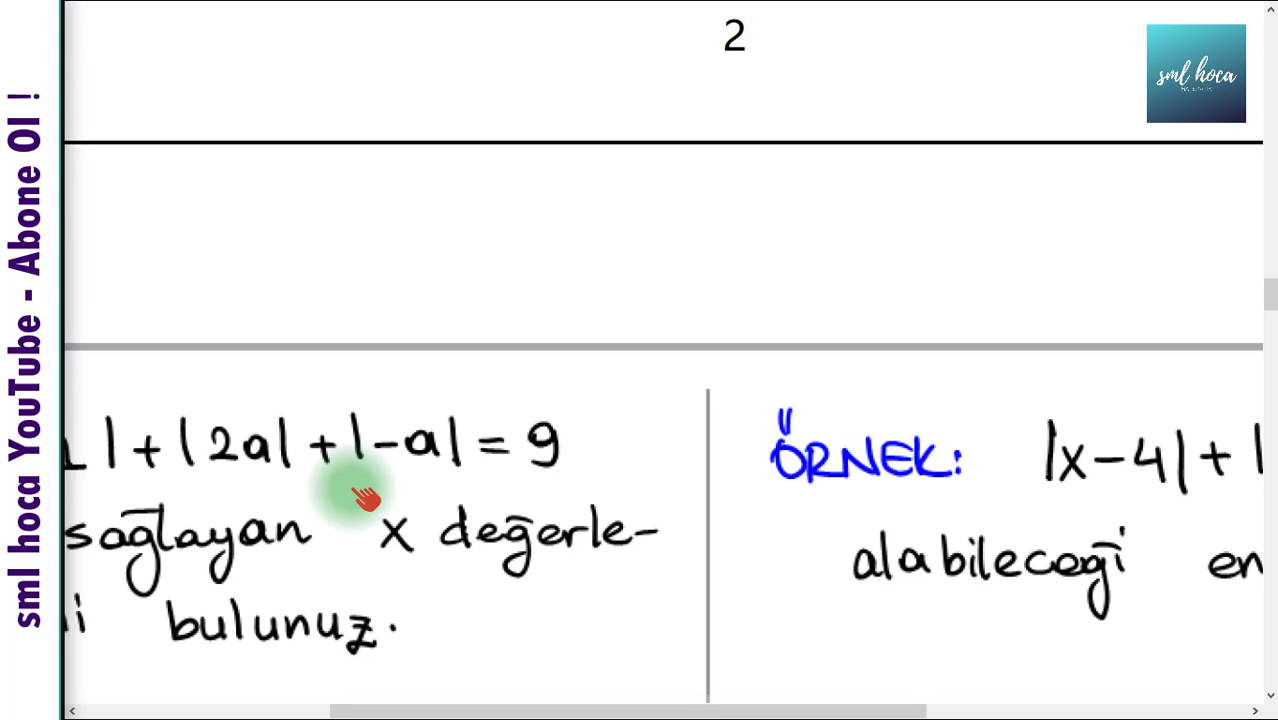 sml hoca YouTube - Abone Ol !
2
sml hoca
| + |2a| + |-a| = 9
sağlayan x değerle-
bulunuz.
ÖRNEK: |x-4| + |
alabileceği en